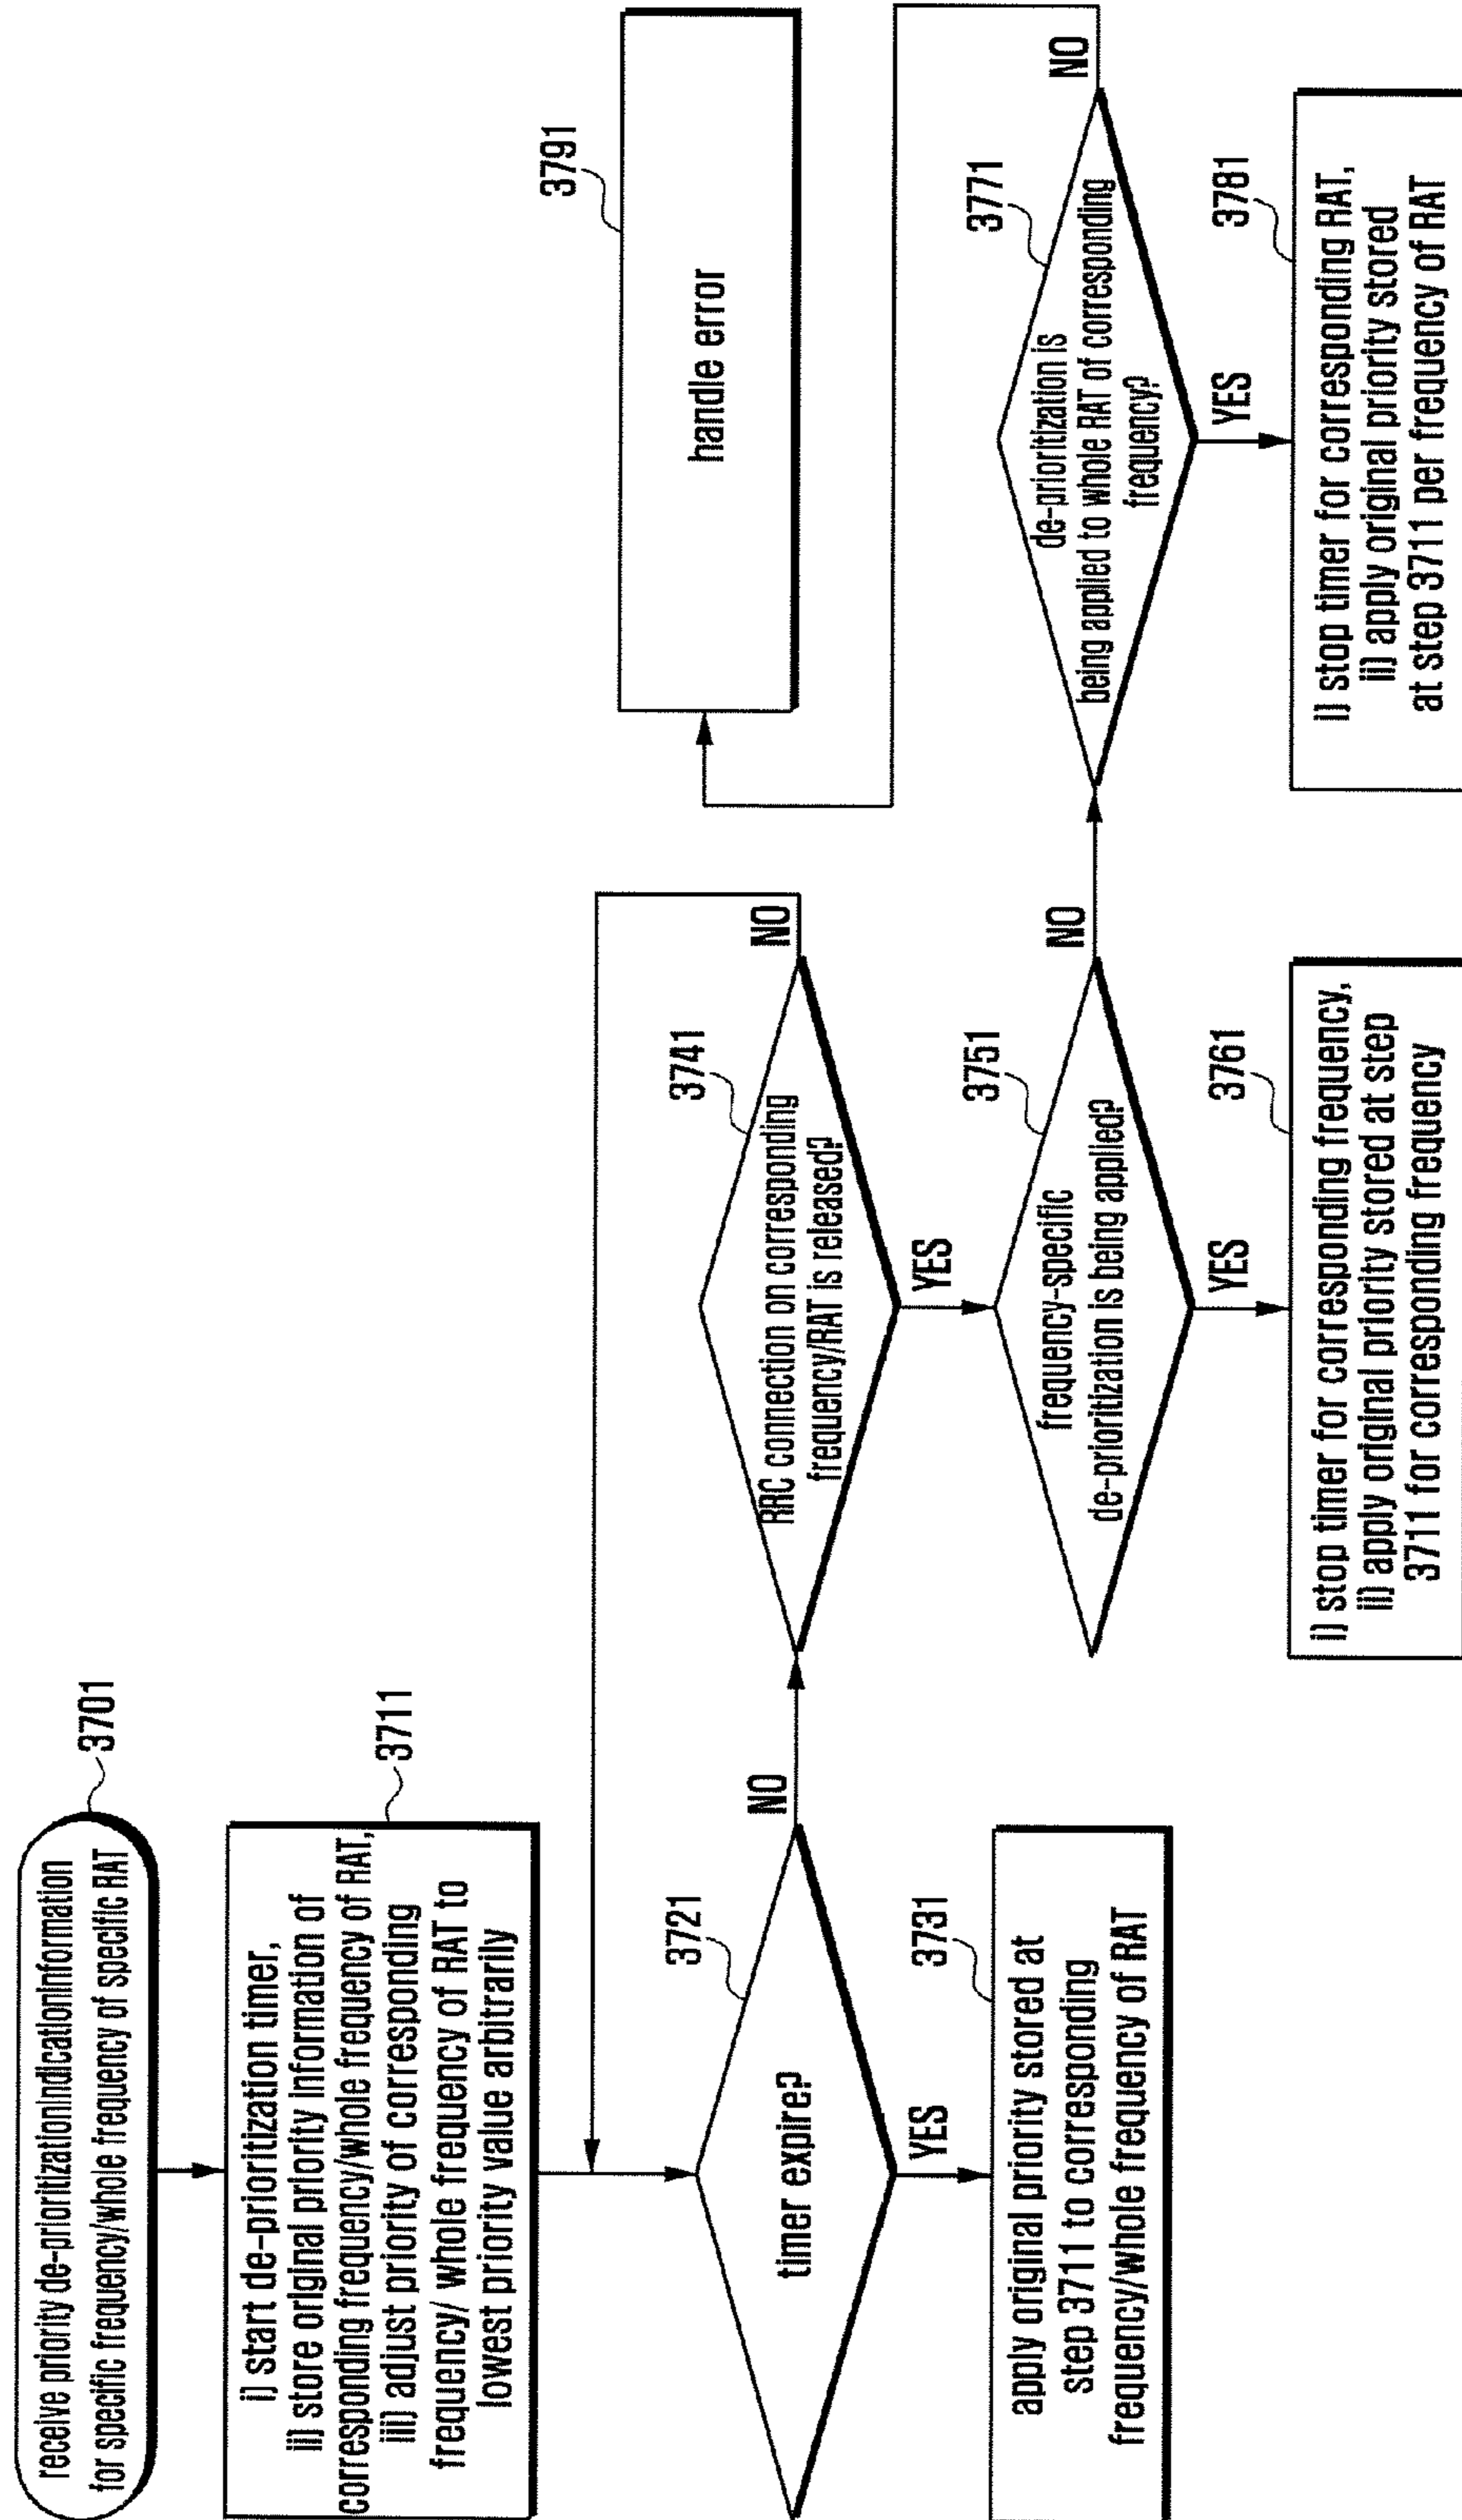 receive priority de-prioritizationIndicationInformation
for specific frequency/whole frequency of specific RAT
3701
i) start de-prioritization timer,
ii) store original priority information of
corresponding frequency/whole frequency of RAT,
iii) adjust priority of corresponding
frequency/ whole frequency of RAT to
lowest priority value arbitrarily
3711
timer expire?
3721
NO
YES
apply original priority stored at
step 3711 to corresponding
frequency/whole frequency of RAT
3731
RRC connection on corresponding
frequency/RAT is released?
3741
NO
YES
frequency-specific
de-prioritization is being applied?
3751
NO
YES
i) stop timer for corresponding frequency,
ii) apply original priority stored at step
3711 for corresponding frequency
3761
de-prioritization is
being applied to whole RAT of corresponding
frequency?
3771
NO
YES
i) stop timer for corresponding RAT,
ii) apply original priority stored
at step 3711 per frequency of RAT
3781
handle error
3791